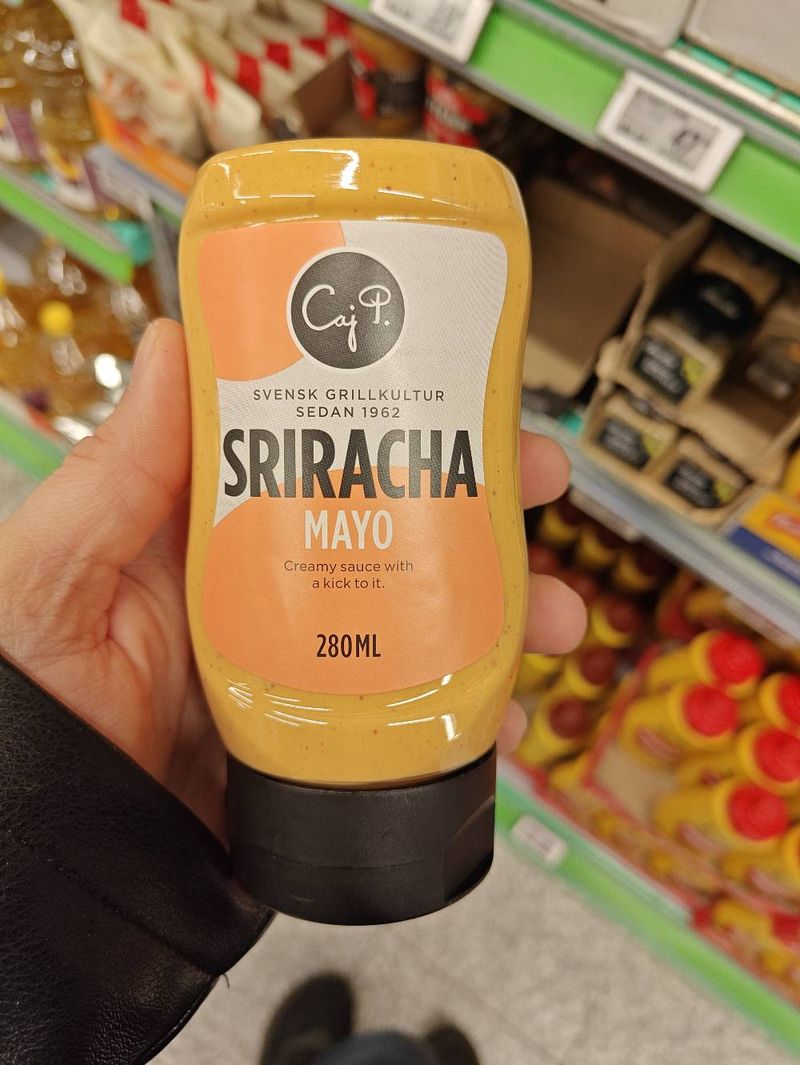 Caj P.
SVENSK GRILLKULTUR
SEDAN 1962
SRIRACHA
MAYO
Creamy sauce with
a kick to it.
280ML